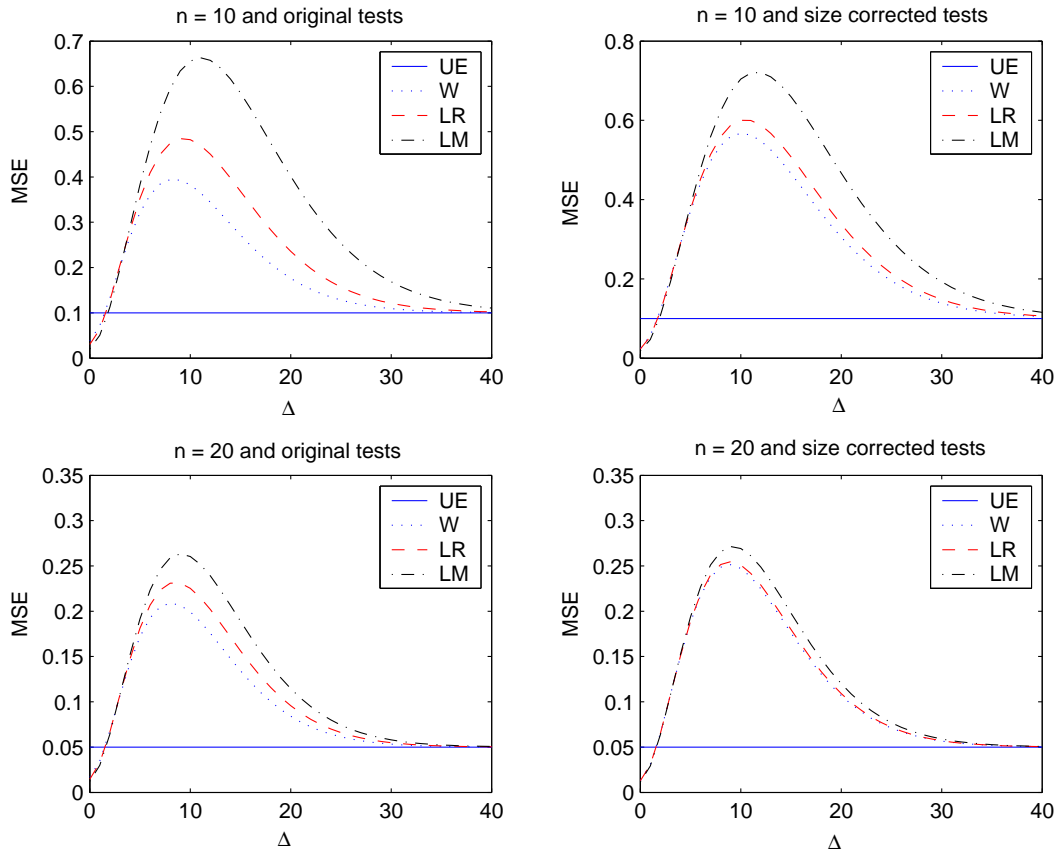 n = 10 and original tests
0.7
0.6
0.5
0.4
0.3
0.2
0.1
0
MSE
0 10 20 30 40
Δ
UE
W
LR
LM
n = 10 and size corrected tests
0.8
0.6
0.4
0.2
0
MSE
0 10 20 30 40
Δ
UE
W
LR
LM
n = 20 and original tests
0.35
0.3
0.25
0.2
0.15
0.1
0.05
0
MSE
0 10 20 30 40
Δ
UE
W
LR
LM
n = 20 and size corrected tests
0.35
0.3
0.25
0.2
0.15
0.1
0.05
0
MSE
0 10 20 30 40
Δ
UE
W
LR
LM